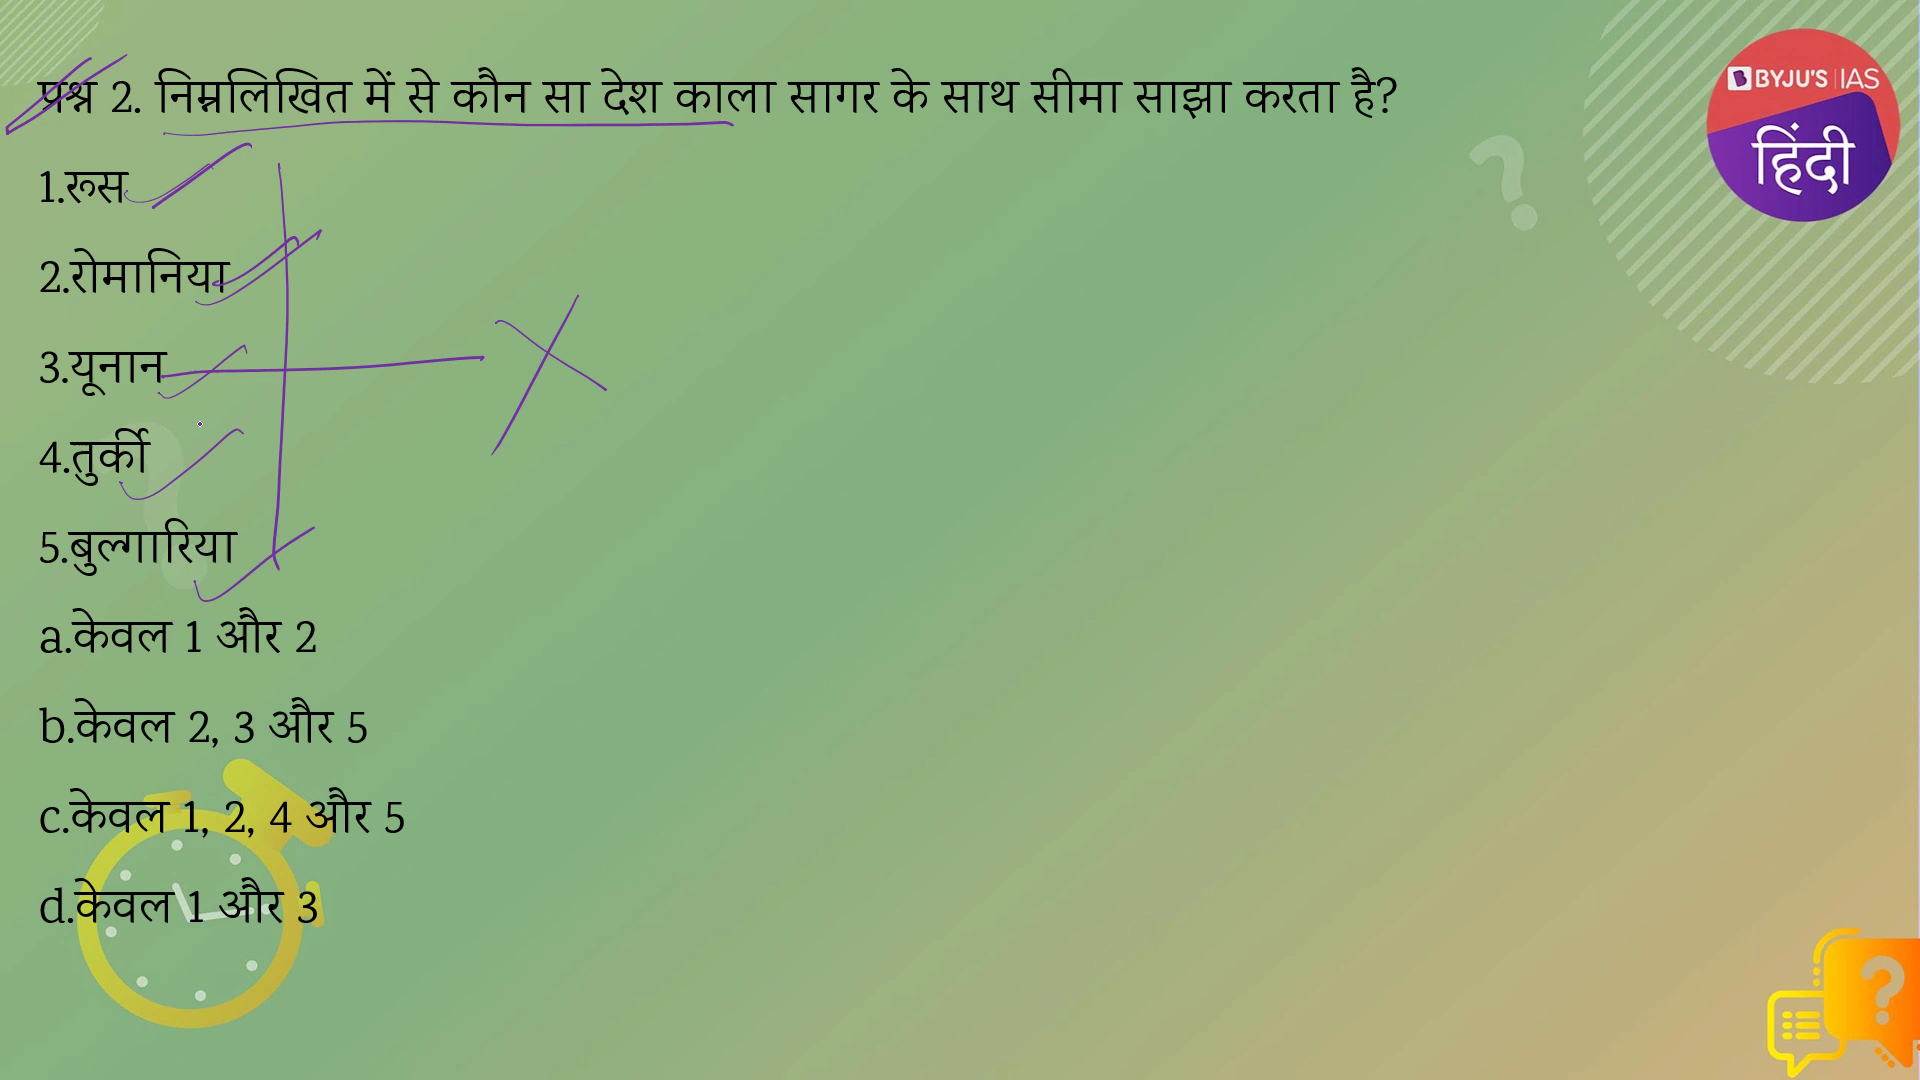 प्रश्न 2. निम्नलिखित में से कौन सा देश काला सागर के साथ सीमा साझा करता है?
1.रूस
2.रोमानिया
3.यूनान
4.तुर्की
5.बुल्गारिया
a.केवल 1 और 2
b.केवल 2, 3 और 5
c.केवल 1, 2, 4 और 5
d.केवल 1 और 3
BYJU'S IAS
हिंदी